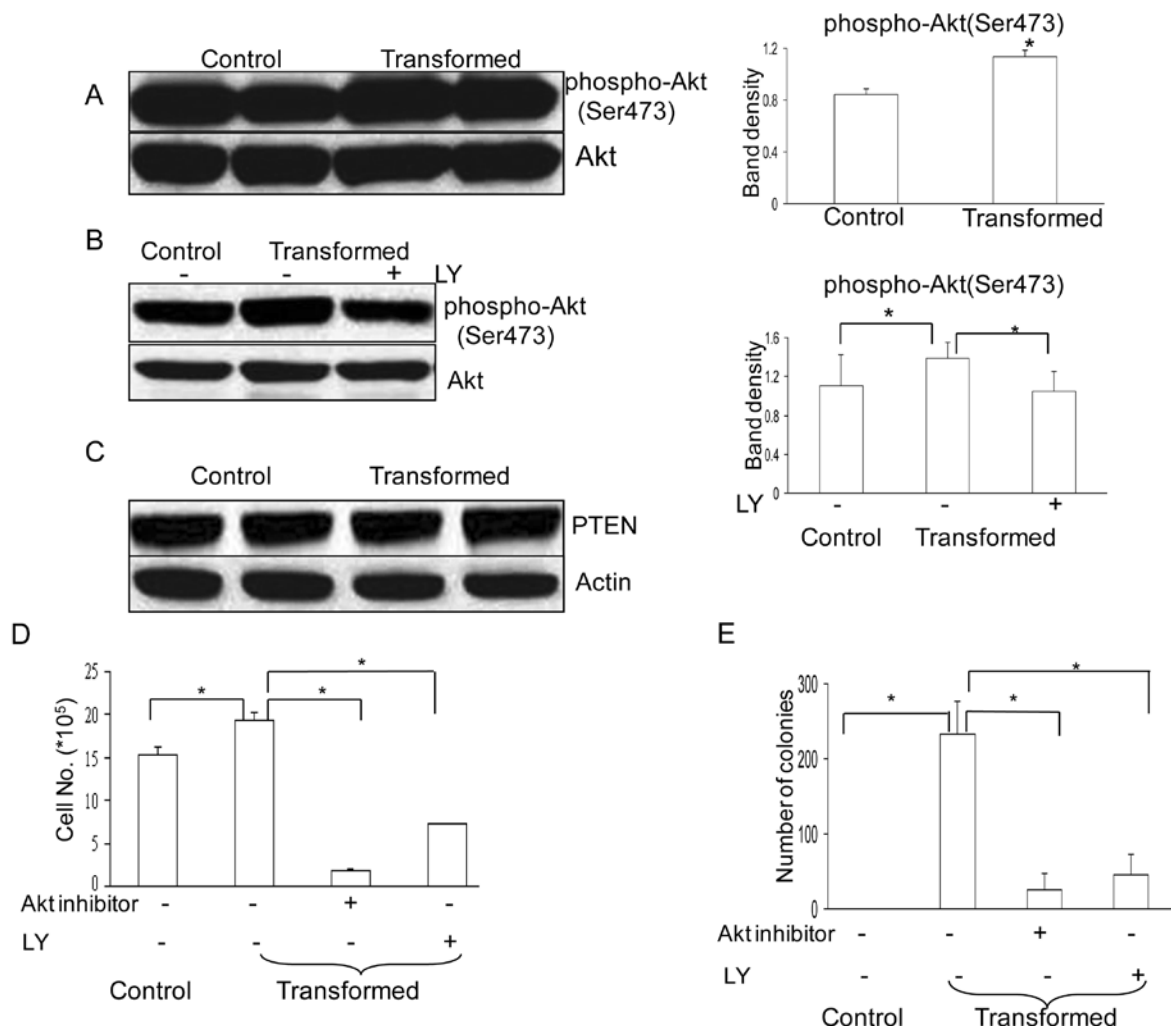 A
Control Transformed
phospho-Akt
(Ser473)
Akt
phospho-Akt(Ser473)
*
1.2
0.8
0.4
0
Band density
Control Transformed
B
Control Transformed
- - + LY
phospho-Akt
(Ser473)
Akt
phospho-Akt(Ser473)
* *
1.6
1.2
0.8
0.4
0
Band density
LY - - +
Control Transformed
C
Control Transformed
PTEN
Actin
D
* * *
25
20
15
10
5
0
Cell No. (*10⁵)
Akt inhibitor - - + -
LY - - - +
Control Transformed
E
* * *
300
200
100
0
Number of colonies
Akt inhibitor - - + -
LY - - - +
Control Transformed